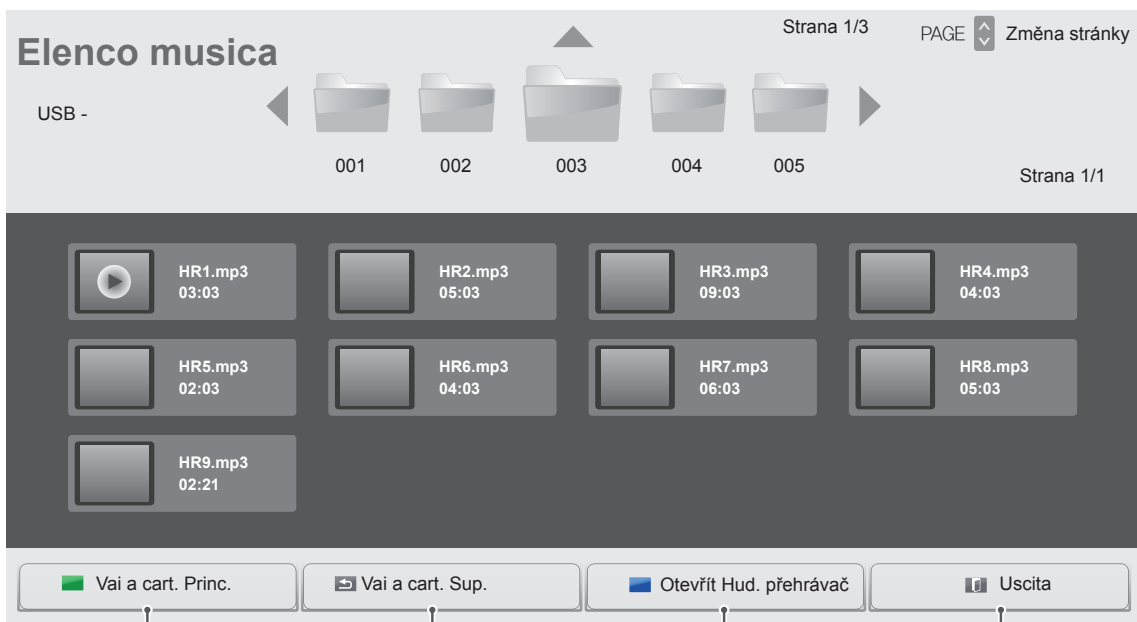 Elenco musica
Strana 1/3
PAGE Změna stránky
USB -
001 002 003 004 005
Strana 1/1
HR1.mp3
03:03
HR2.mp3
05:03
HR3.mp3
09:03
HR4.mp3
04:03
HR5.mp3
02:03
HR6.mp3
04:03
HR7.mp3
06:03
HR8.mp3
05:03
HR9.mp3
02:21
Vai a cart. Princ.
Vai a cart. Sup.
Otevřít Hud. přehrávač
Uscita